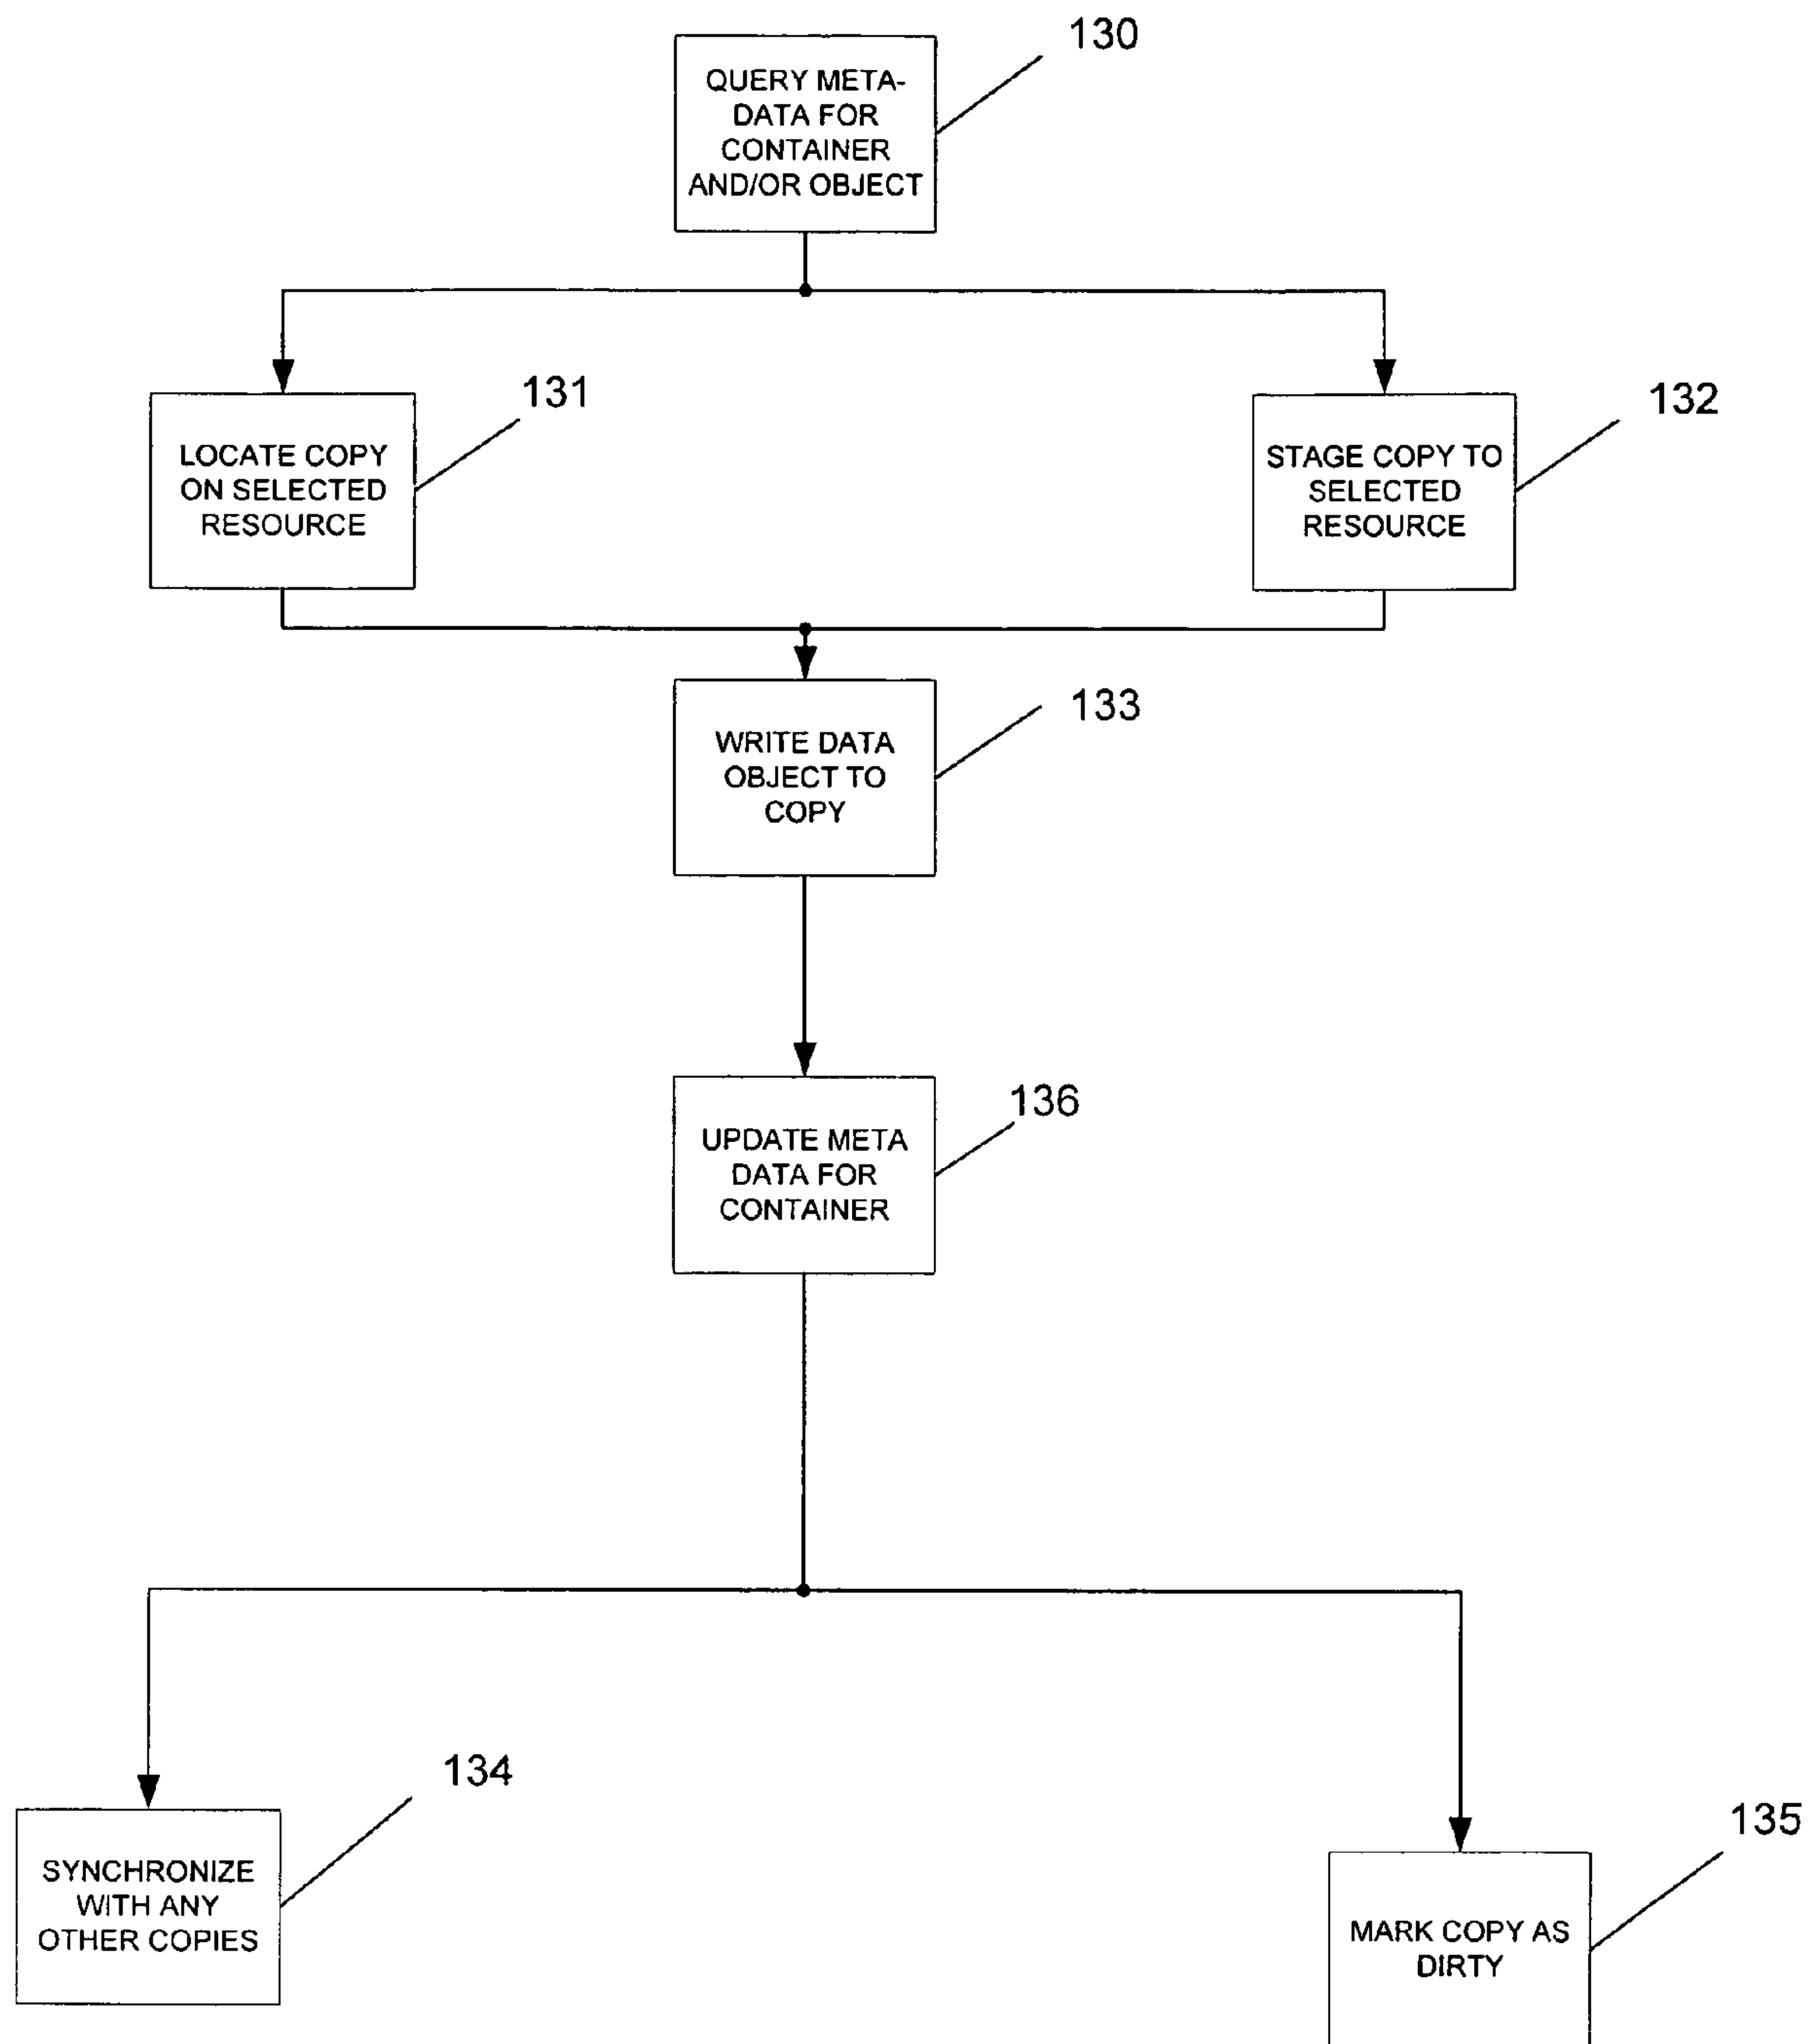 130
QUERY META-
DATA FOR
CONTAINER
AND/OR OBJECT
131
LOCATE COPY
ON SELECTED
RESOURCE
132
STAGE COPY TO
SELECTED
RESOURCE
133
WRITE DATA
OBJECT TO
COPY
136
UPDATE META
DATA FOR
CONTAINER
134
SYNCHRONIZE
WITH ANY
OTHER COPIES
135
MARK COPY AS
DIRTY